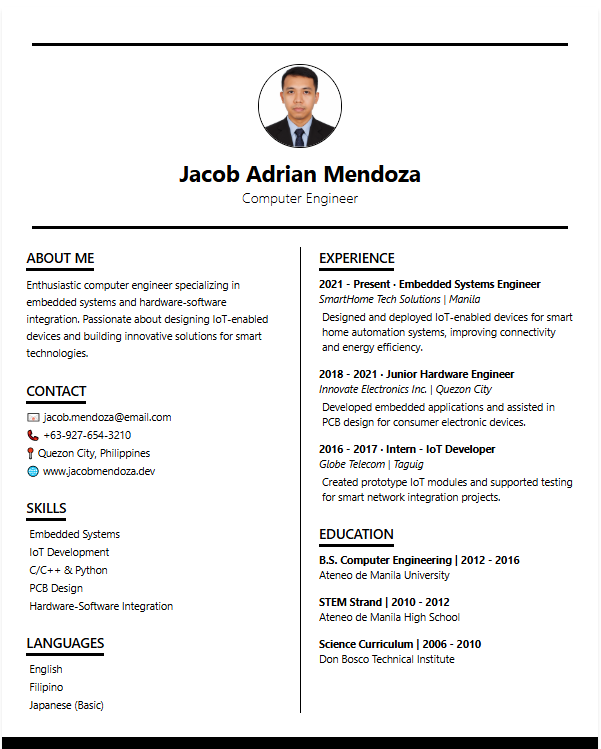 Jacob Adrian Mendoza
Computer Engineer
ABOUT ME
Enthusiastic computer engineer specializing in
embedded systems and hardware-software
integration. Passionate about designing IoT-enabled
devices and building innovative solutions for smart
technologies.
CONTACT
jacob.mendoza@email.com
+63-927-654-3210
Quezon City, Philippines
www.jacobmendoza.dev
SKILLS
Embedded Systems
IoT Development
C/C++ & Python
PCB Design
Hardware-Software Integration
LANGUAGES
English
Filipino
Japanese (Basic)
EXPERIENCE
2021 - Present · Embedded Systems Engineer
SmartHome Tech Solutions | Manila
Designed and deployed IoT-enabled devices for smart
home automation systems, improving connectivity
and energy efficiency.
2018 - 2021 · Junior Hardware Engineer
Innovate Electronics Inc. | Quezon City
Developed embedded applications and assisted in
PCB design for consumer electronic devices.
2016 - 2017 · Intern - IoT Developer
Globe Telecom | Taguig
Created prototype IoT modules and supported testing
for smart network integration projects.
EDUCATION
B.S. Computer Engineering | 2012 - 2016
Ateneo de Manila University
STEM Strand | 2010 - 2012
Ateneo de Manila High School
Science Curriculum | 2006 - 2010
Don Bosco Technical Institute